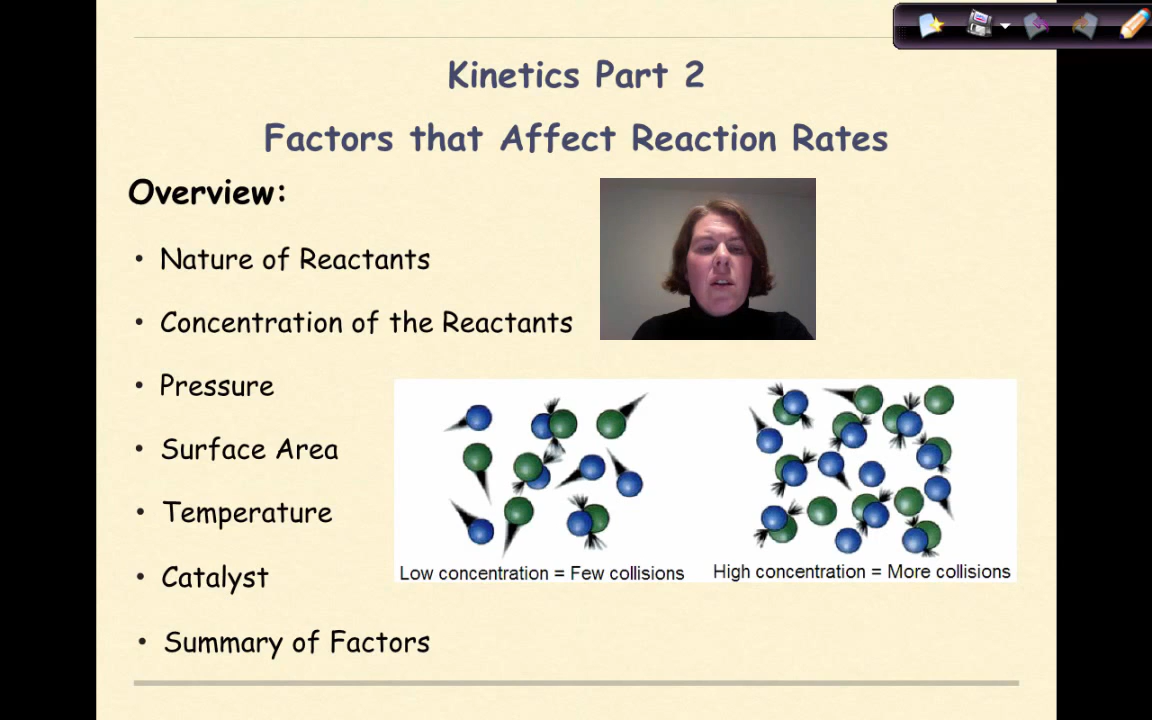 Kinetics Part 2
Factors that Affect Reaction Rates
Overview:
• Nature of Reactants
• Concentration of the Reactants
• Pressure
• Surface Area
• Temperature
• Catalyst
• Summary of Factors
Low concentration = Few collisions
High concentration = More collisions